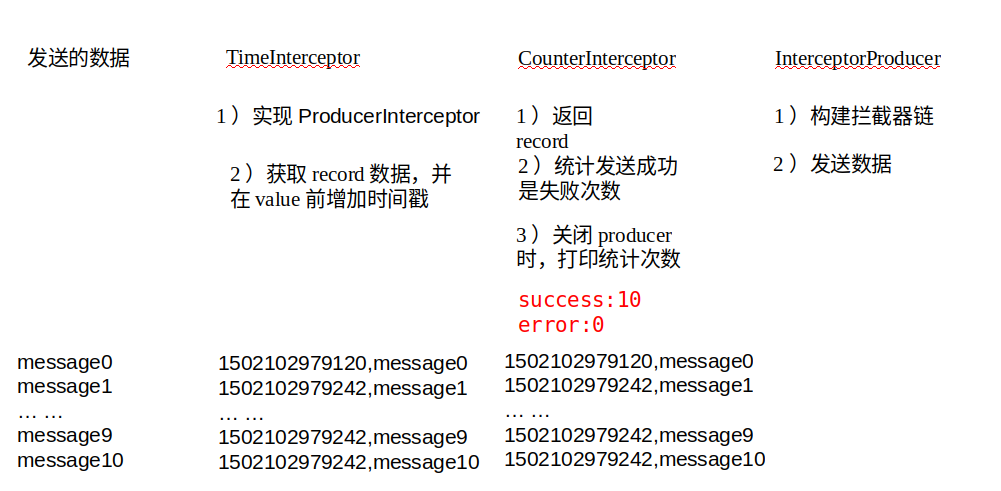 发送的数据
TimeInterceptor
CounterInterceptor
InterceptorProducer
1）实现 ProducerInterceptor
2）获取 record 数据，并
在 value 前增加时间戳
1）返回
record
2）统计发送成功
是失败次数
3）关闭 producer
时，打印统计次数
success:10
error:0
1）构建拦截器链
2）发送数据
message0
message1
… …
message9
message10
1502102979120,message0
1502102979242,message1
… …
1502102979242,message9
1502102979242,message10
1502102979120,message0
1502102979242,message1
… …
1502102979242,message9
1502102979242,message10